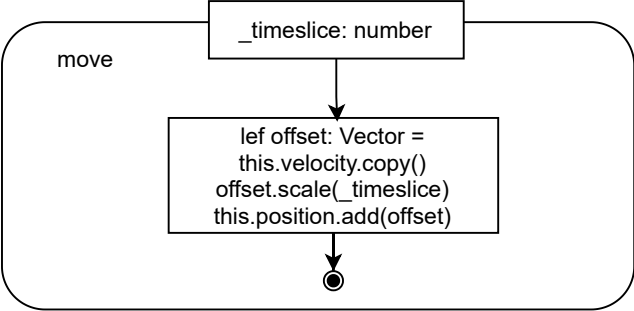 _timeslice: number
move
lef offset: Vector =
this.velocity.copy()
offset.scale(_timeslice)
this.position.add(offset)